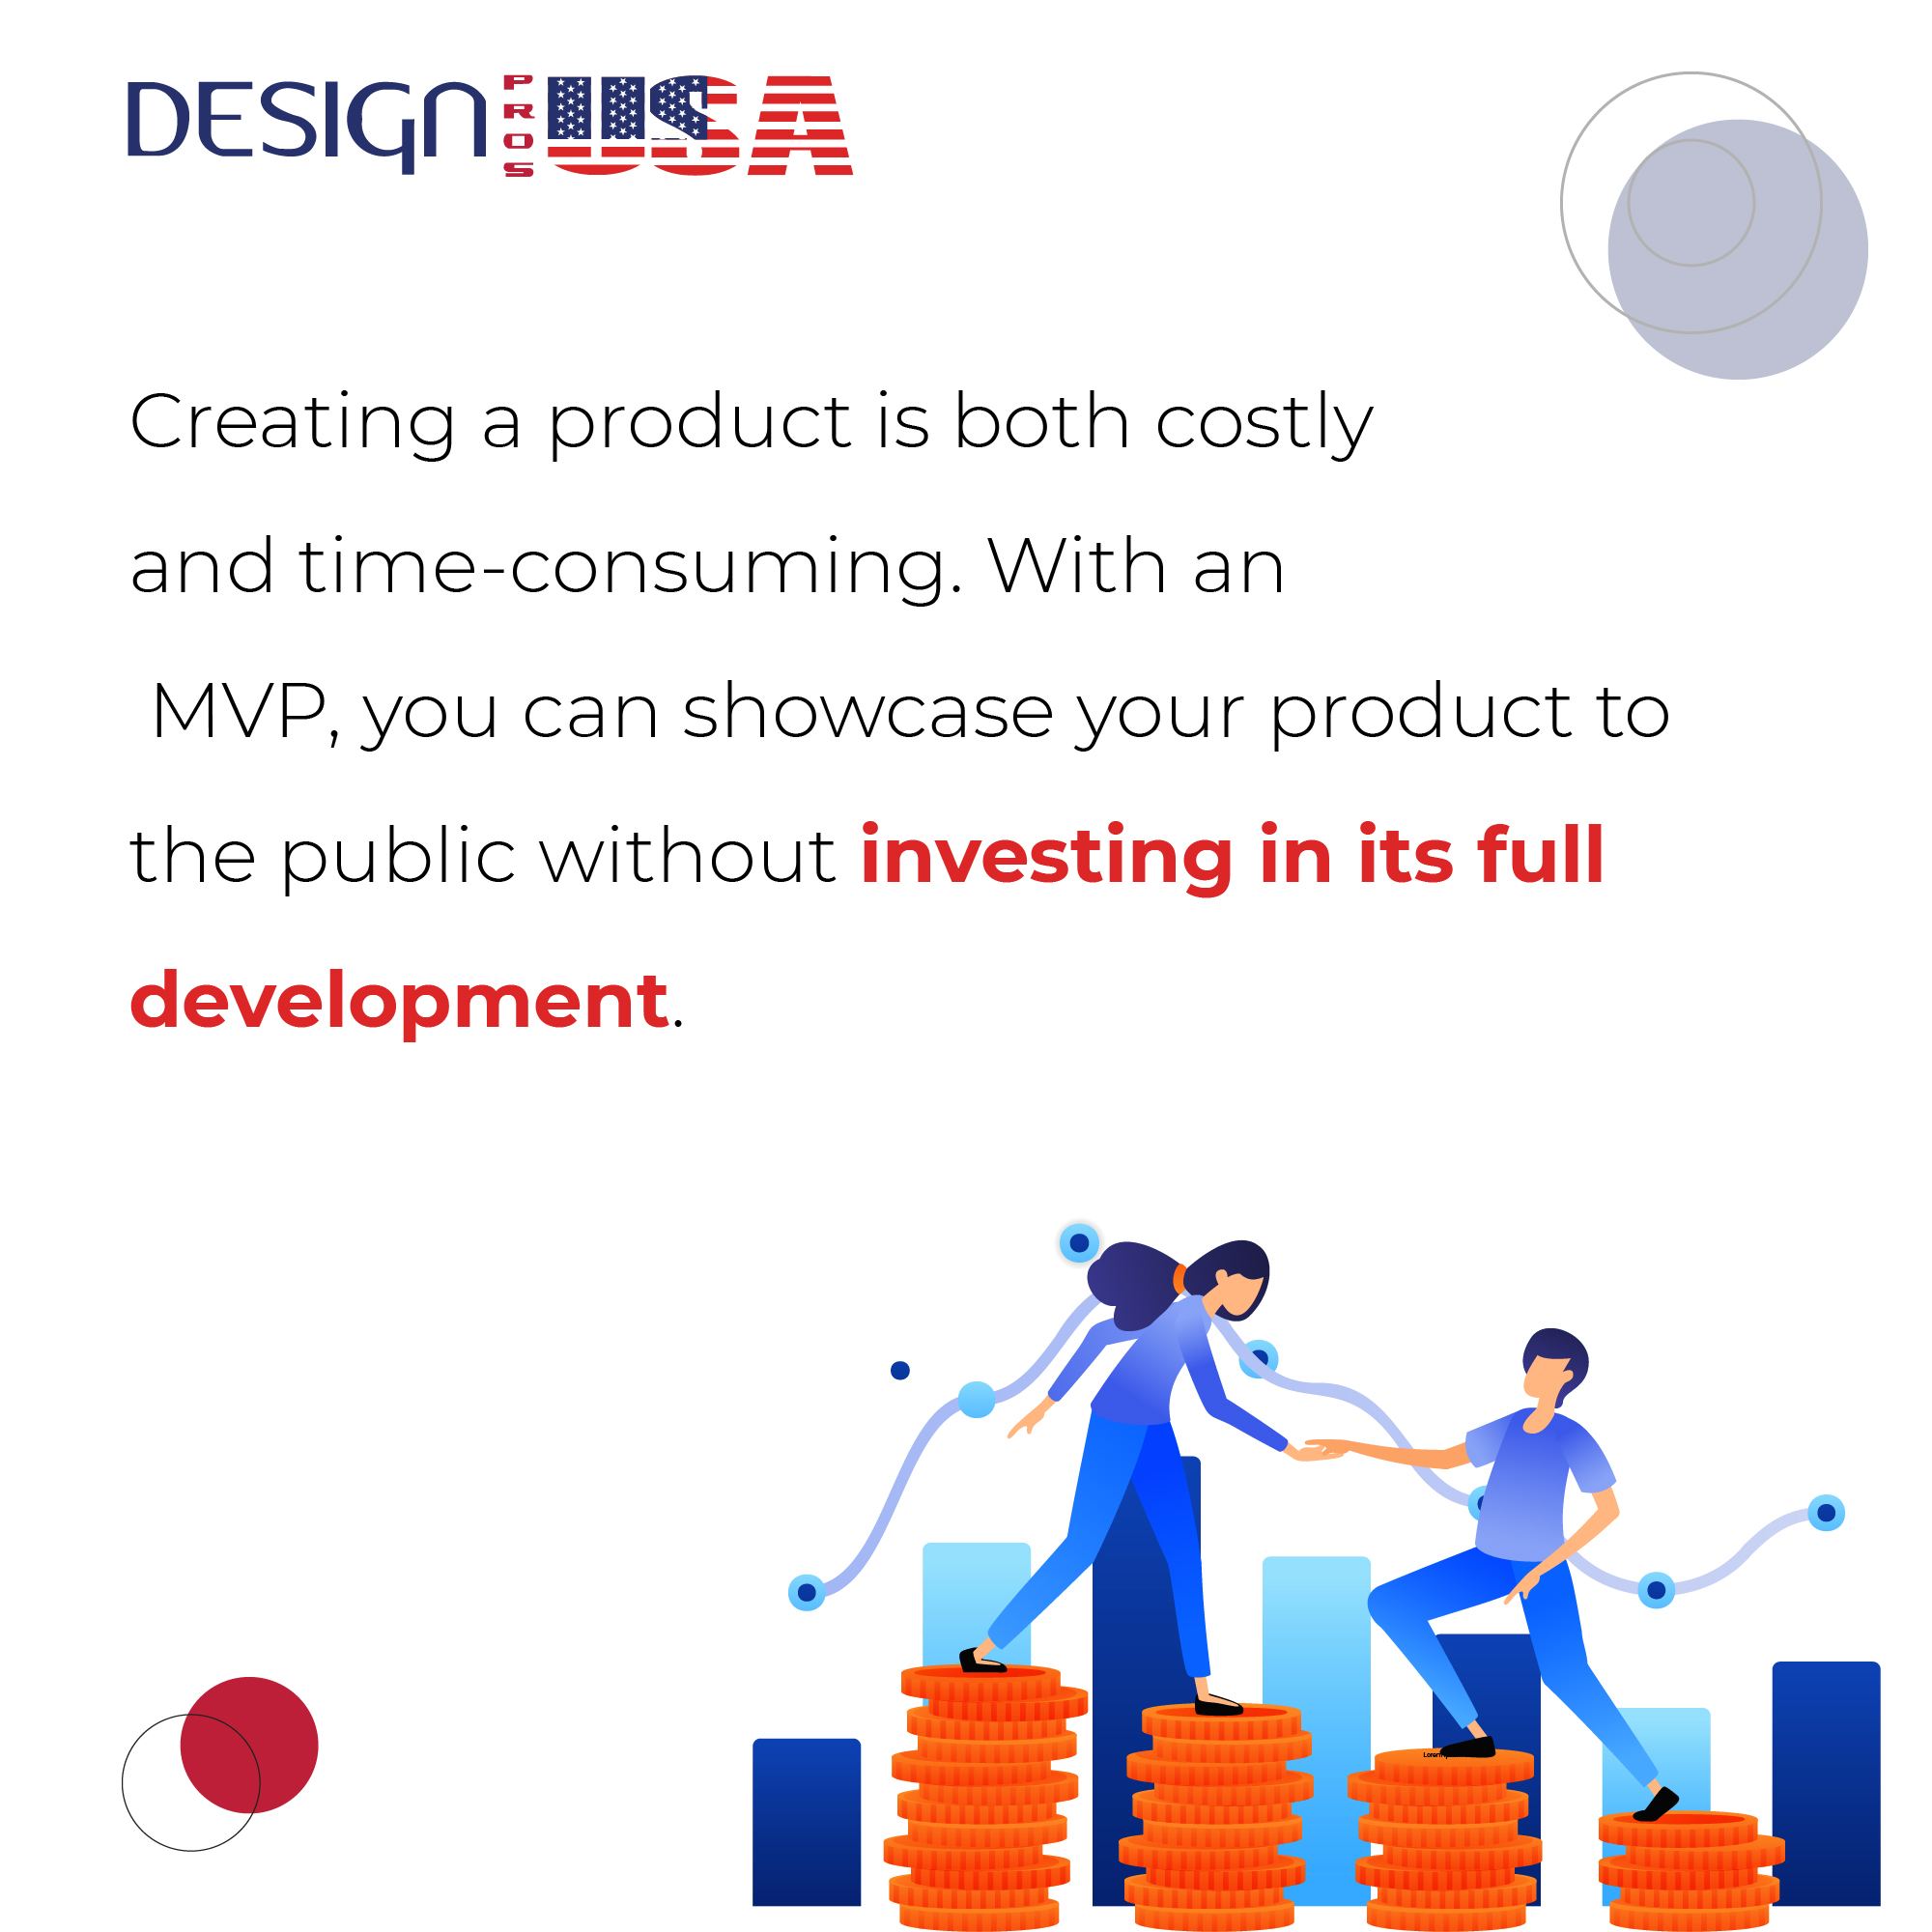 DESIGN PROS USA
Creating a product is both costly
and time-consuming. With an
MVP, you can showcase your product to
the public without investing in its full
development.